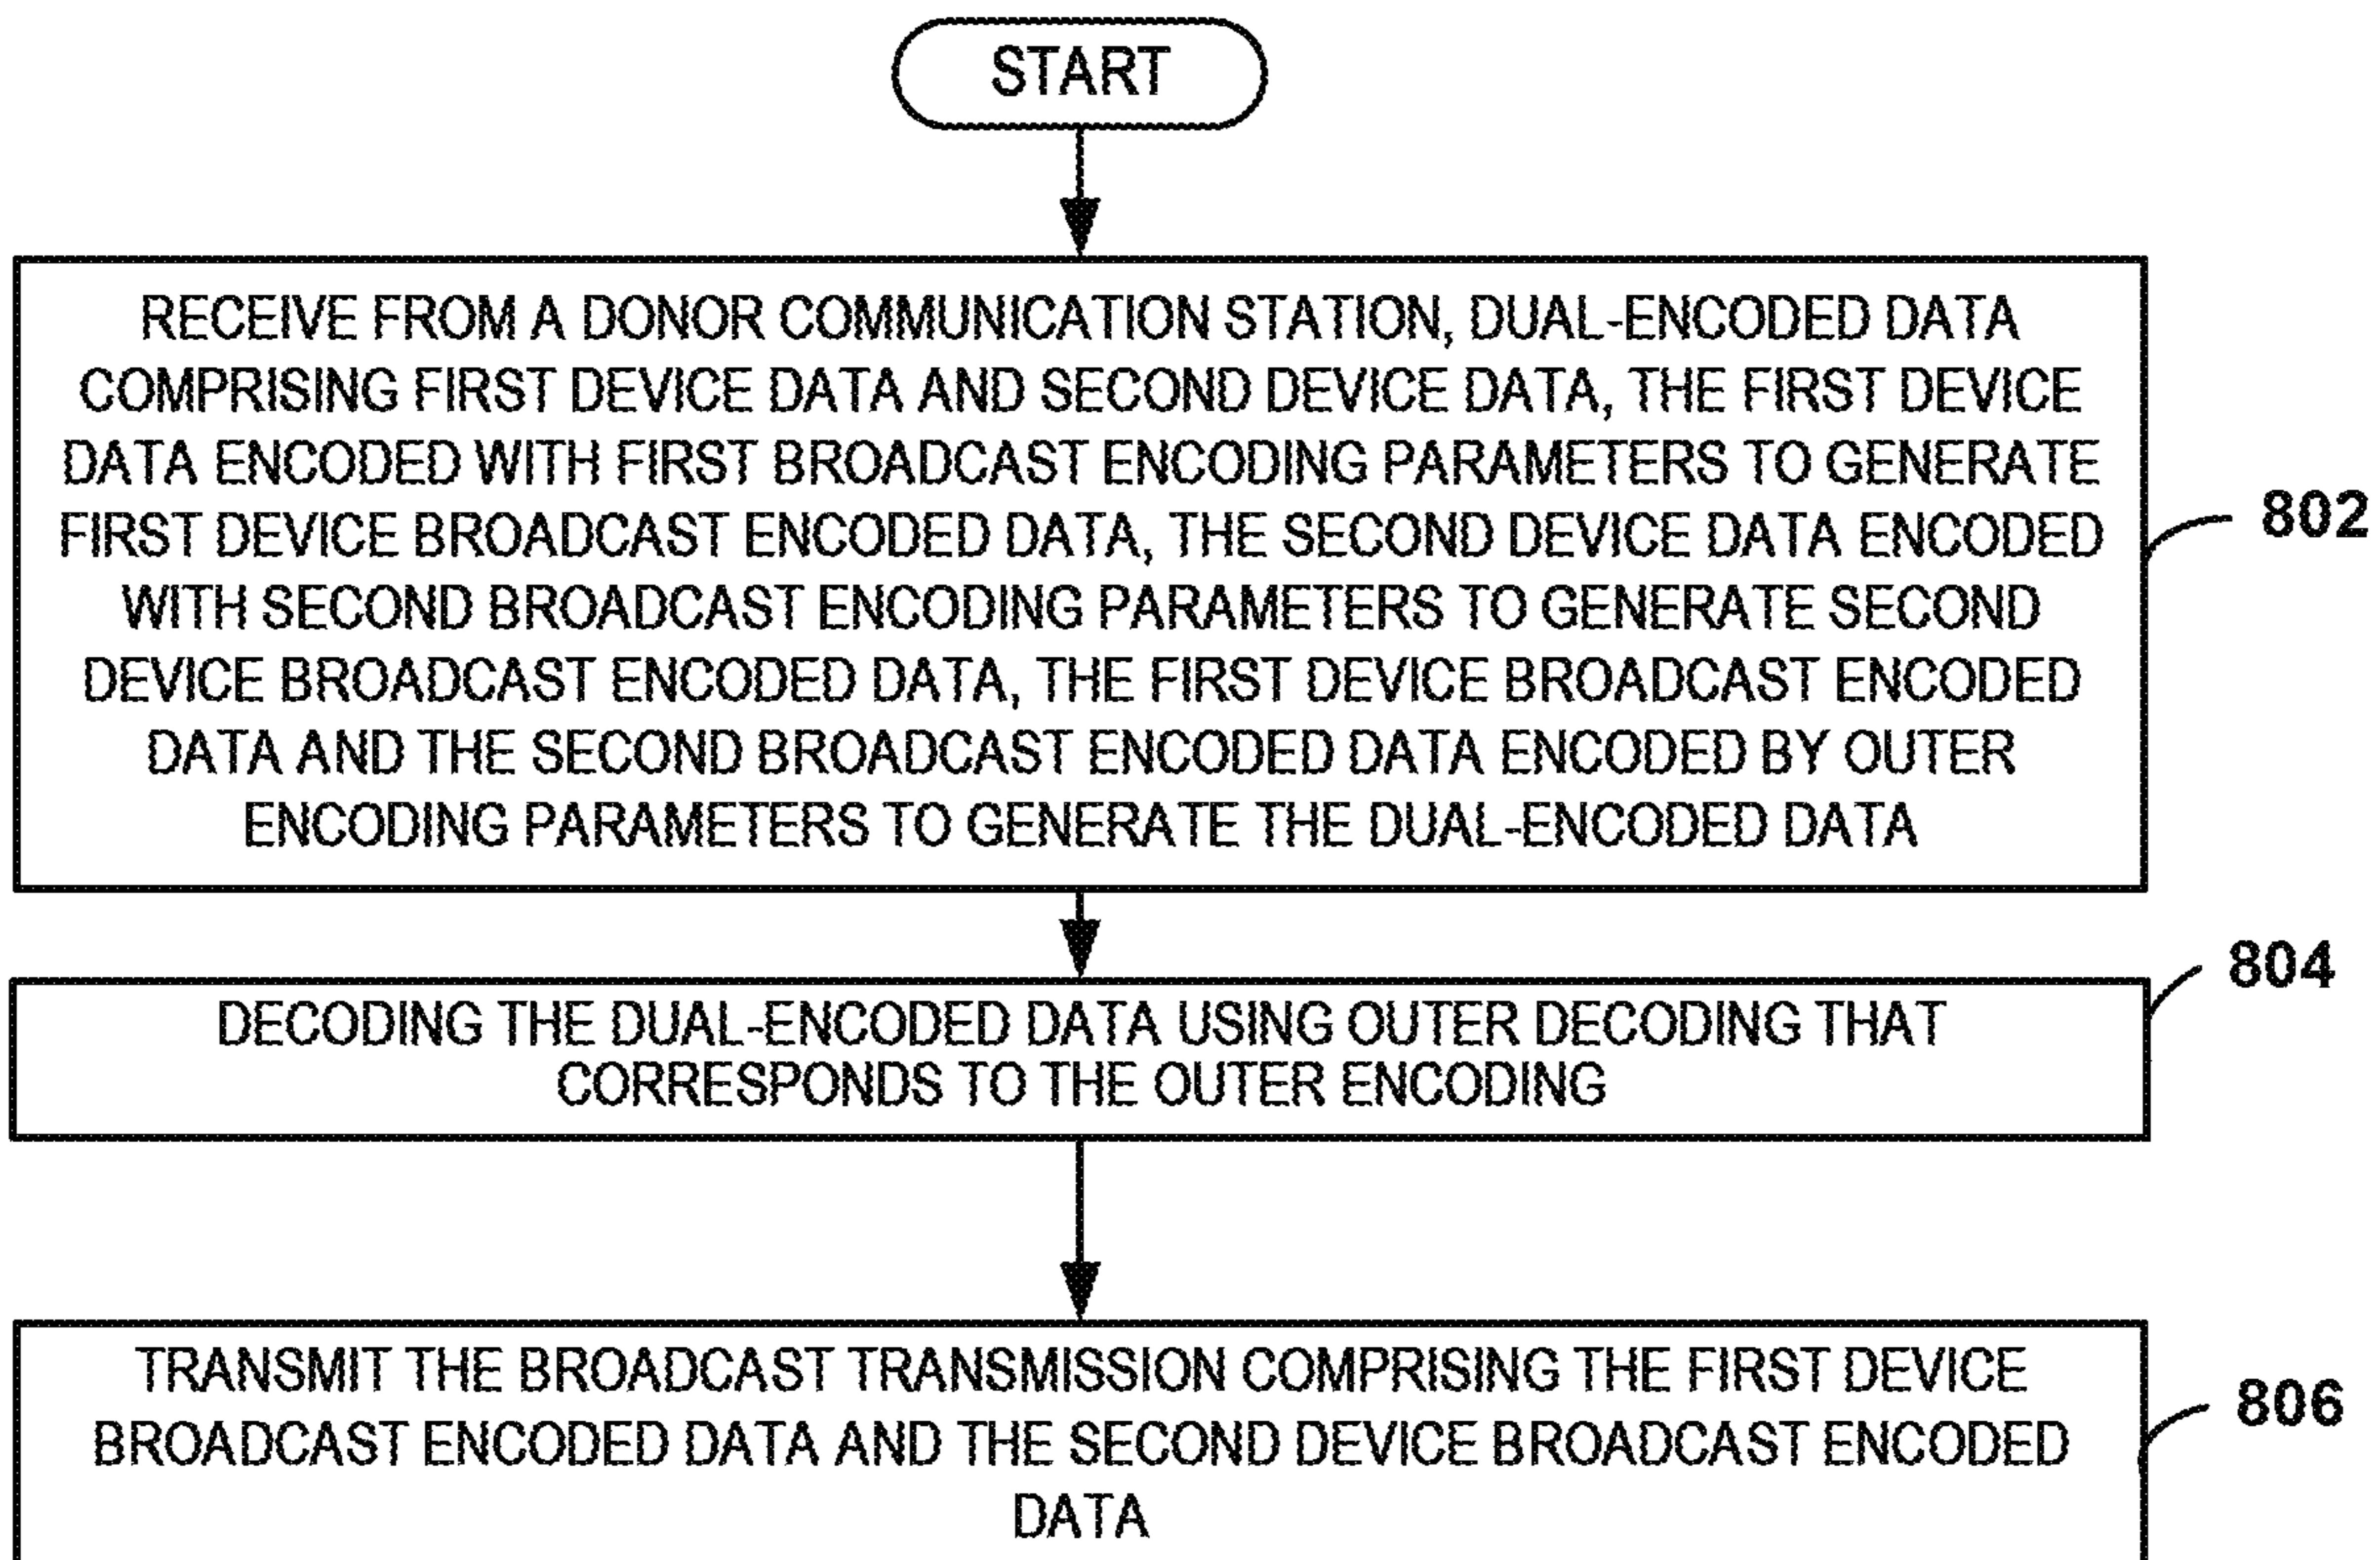 START
RECEIVE FROM A DONOR COMMUNICATION STATION, DUAL-ENCODED DATA
COMPRISING FIRST DEVICE DATA AND SECOND DEVICE DATA, THE FIRST DEVICE
DATA ENCODED WITH FIRST BROADCAST ENCODING PARAMETERS TO GENERATE
FIRST DEVICE BROADCAST ENCODED DATA, THE SECOND DEVICE DATA ENCODED
WITH SECOND BROADCAST ENCODING PARAMETERS TO GENERATE SECOND
DEVICE BROADCAST ENCODED DATA, THE FIRST DEVICE BROADCAST ENCODED
DATA AND THE SECOND BROADCAST ENCODED DATA ENCODED BY OUTER
ENCODING PARAMETERS TO GENERATE THE DUAL-ENCODED DATA
802
DECODING THE DUAL-ENCODED DATA USING OUTER DECODING THAT
CORRESPONDS TO THE OUTER ENCODING
804
TRANSMIT THE BROADCAST TRANSMISSION COMPRISING THE FIRST DEVICE
BROADCAST ENCODED DATA AND THE SECOND DEVICE BROADCAST ENCODED
DATA
806